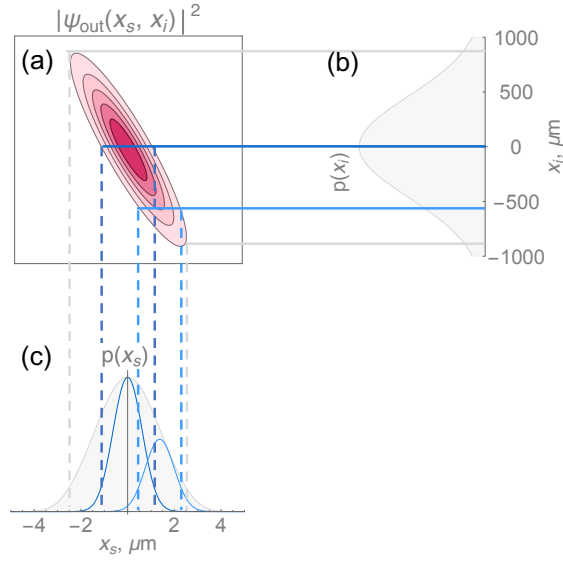 |ψout(xs, xi)|²
(a)
(b)
1000
500
0
−500
−1000
xi, μm
p(xi)
(c)
p(xs)
−4
−2
0
2
4
xs, μm